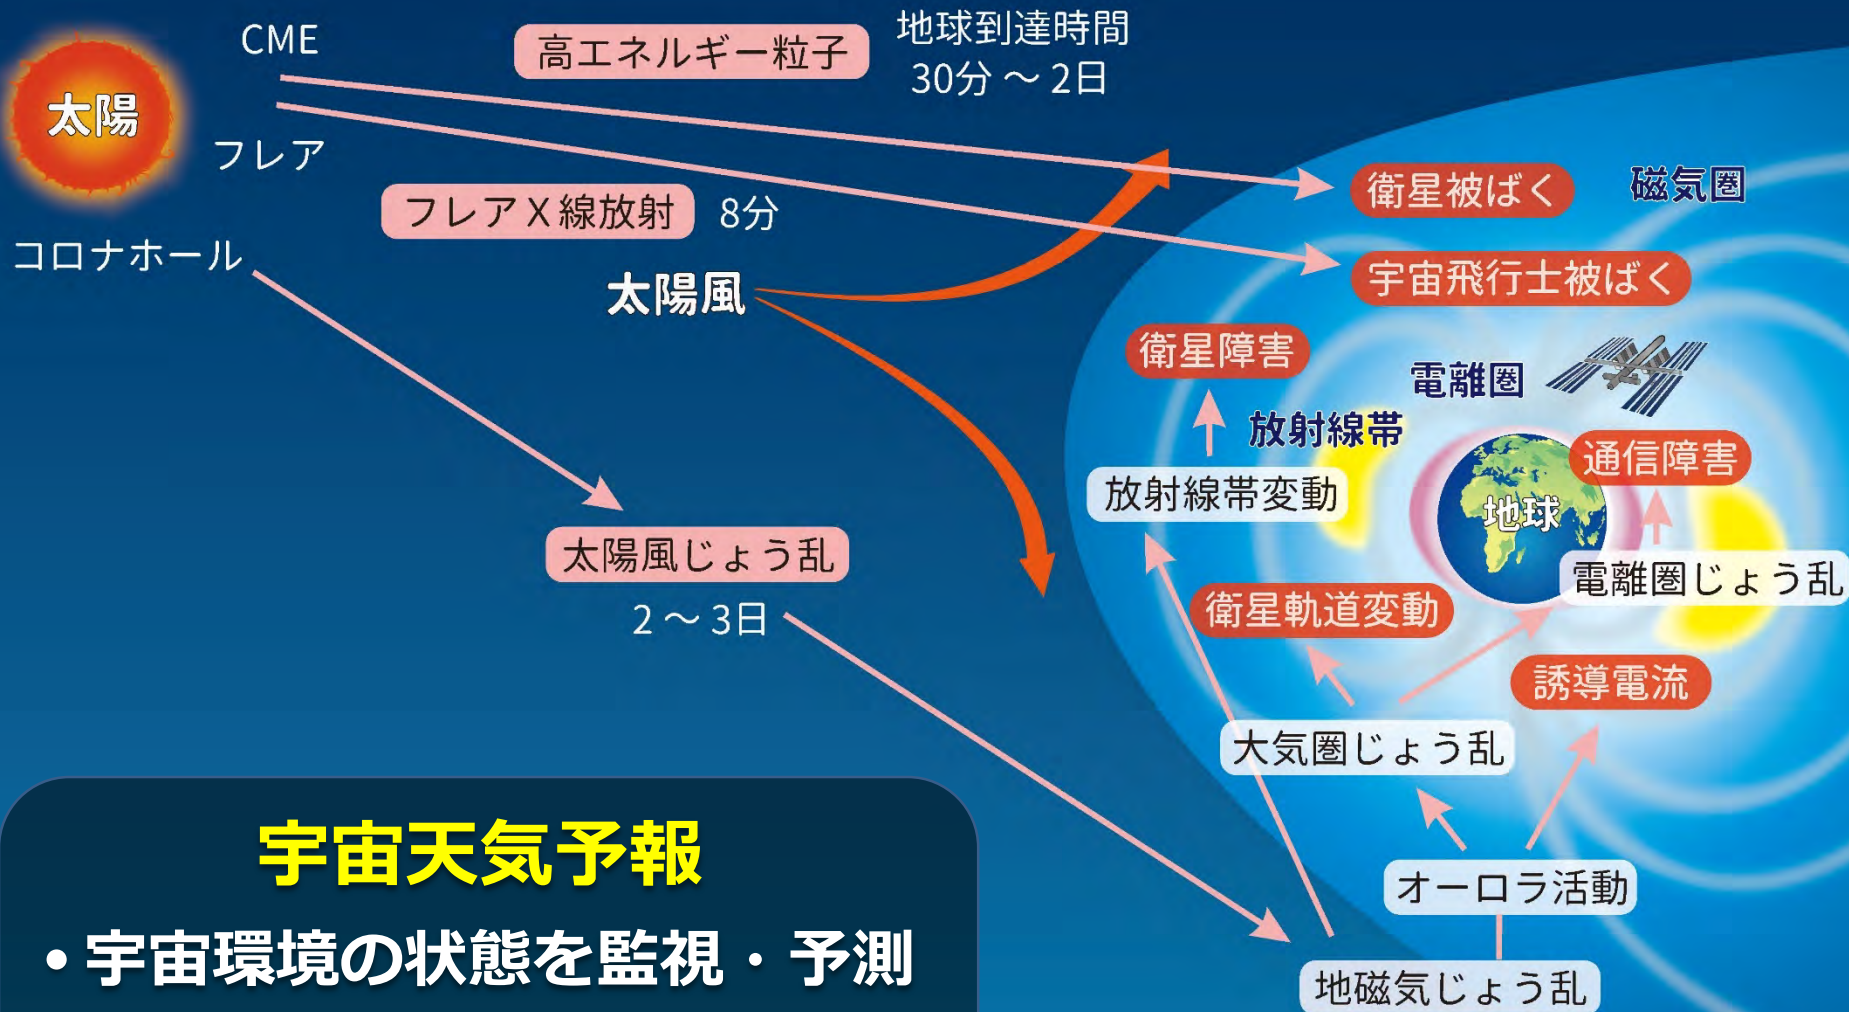 CME
高エネルギー粒子
地球到達時間
30分 ～ 2日
太陽
フレア
フレアＸ線放射
8分
コロナホール
太陽風
衛星被ばく
磁気圏
宇宙飛行士被ばく
衛星障害
電離圏
放射線帯
通信障害
放射線帯変動
地球
太陽風じょう乱
電離圏じょう乱
2 ～ 3日
衛星軌道変動
誘導電流
大気圏じょう乱
オーロラ活動
地磁気じょう乱
宇宙天気予報
• 宇宙環境の状態を監視・予測